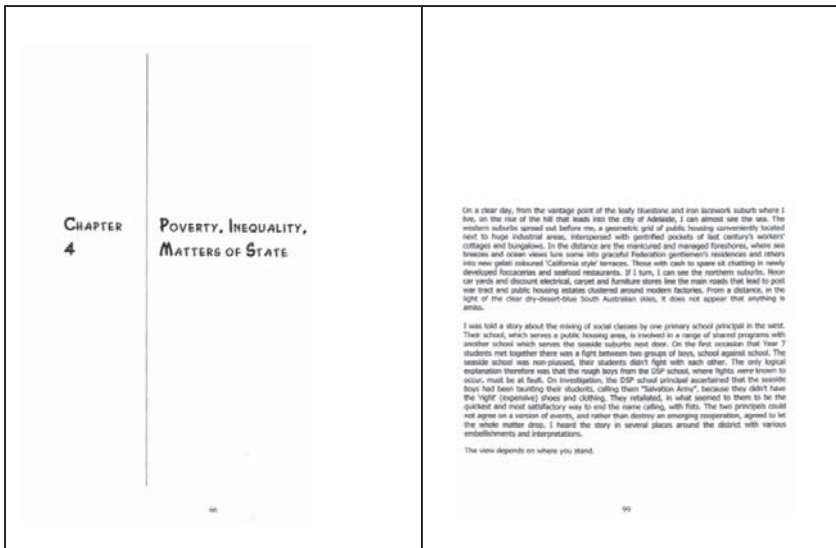 CHAPTER
4
POVERTY, INEQUALITY,
MATTERS OF STATE
66
On a clear day, from the vantage point of the leafy bluestone and iron lacework suburb where I
live, on the rise of the hill that leads into the city of Adelaide, I can almost see the sea. The
western suburbs spread out before me, a geometric grid of public housing conveniently located
next to huge industrial areas, interspersed with gentrified pockets of last century's workers'
cottages and bungalows. In the distance are the manicured and managed foreshores, where sea
breezes and ocean views lure some into graceful Federation gentlemen's residences and others
into new gelati coloured 'California style' terraces. Those with cash to spare sit chatting in newly
developed foccacerias and seafood restaurants. If I turn, I can see the northern suburbs. Neon
car yards and discount electrical, carpet and furniture stores line the main roads that lead to post
war tract and public housing estates clustered around modern factories. From a distance, in the
light of the clear dry-desert-blue South Australian skies, it does not appear that anything is
amiss.
I was told a story about the mixing of social classes by one primary school principal in the west.
Their school, which serves a public housing area, is involved in a range of shared programs with
another school which serves the seaside suburbs next door. On the first occasion that Year 7
students met together there was a fight between two groups of boys, school against school. The
seaside school was non-plussed, their students didn't fight with each other. The only logical
explanation therefore was that the rough boys from the DSP school, where fights were known to
occur, must be at fault. On investigation, the DSP school principal ascertained that the seaside
boys had been taunting their students, calling them "Salvation Army", because they didn't have
the 'right' (expensive) shoes and clothing. They retaliated, in what seemed to them to be the
quickest and most satisfactory way to end the name calling, with fists. The two principals could
not agree on a version of events, and rather than destroy an emerging cooperation, agreed to let
the whole matter drop. I heard the story in several places around the district with various
embellishments and interpretations.
The view depends on where you stand.
99